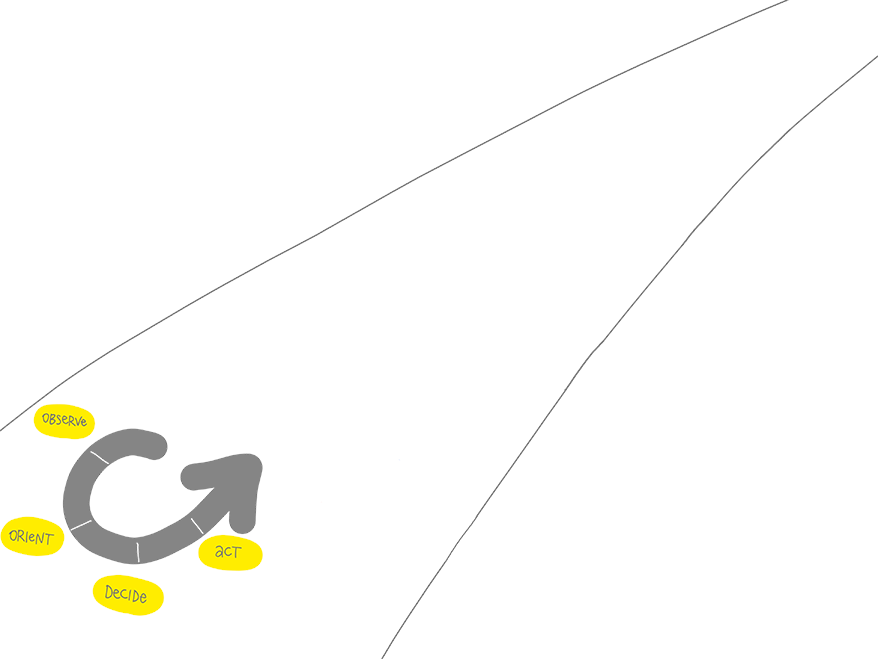 OBSeRVe
ORIeNT
aCT
DeCIDe